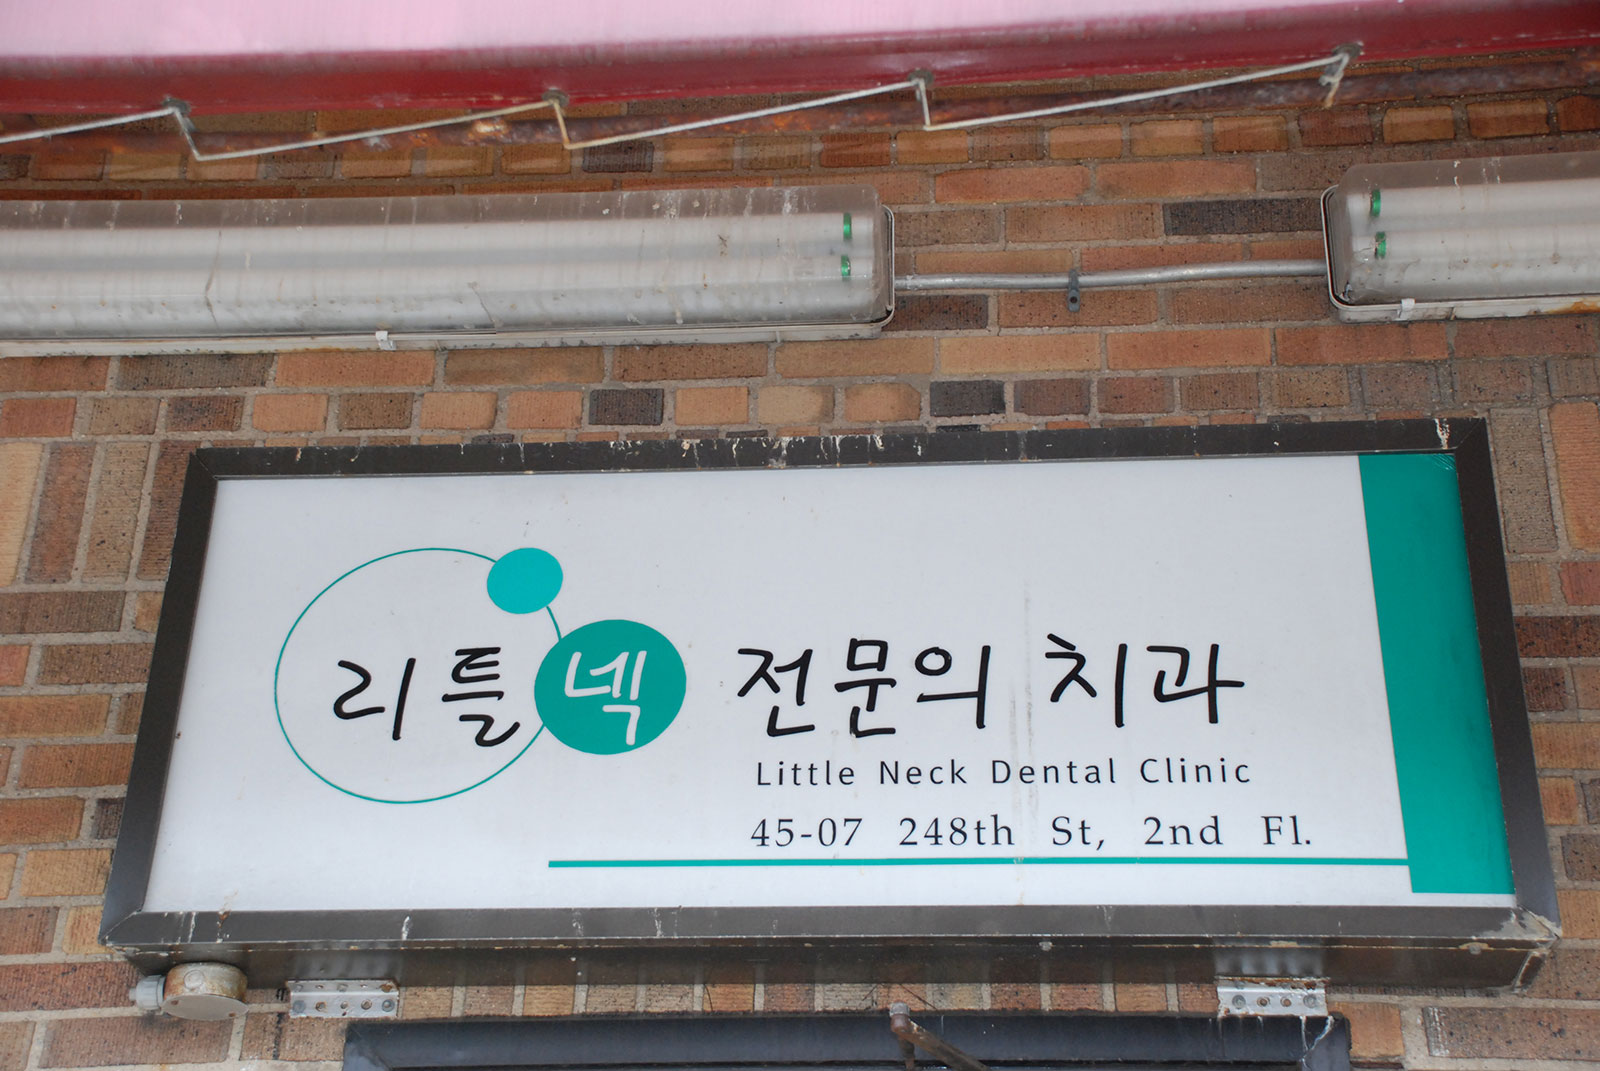 리틀넥 전문의 치과
Little Neck Dental Clinic
45-07 248th St, 2nd Fl.